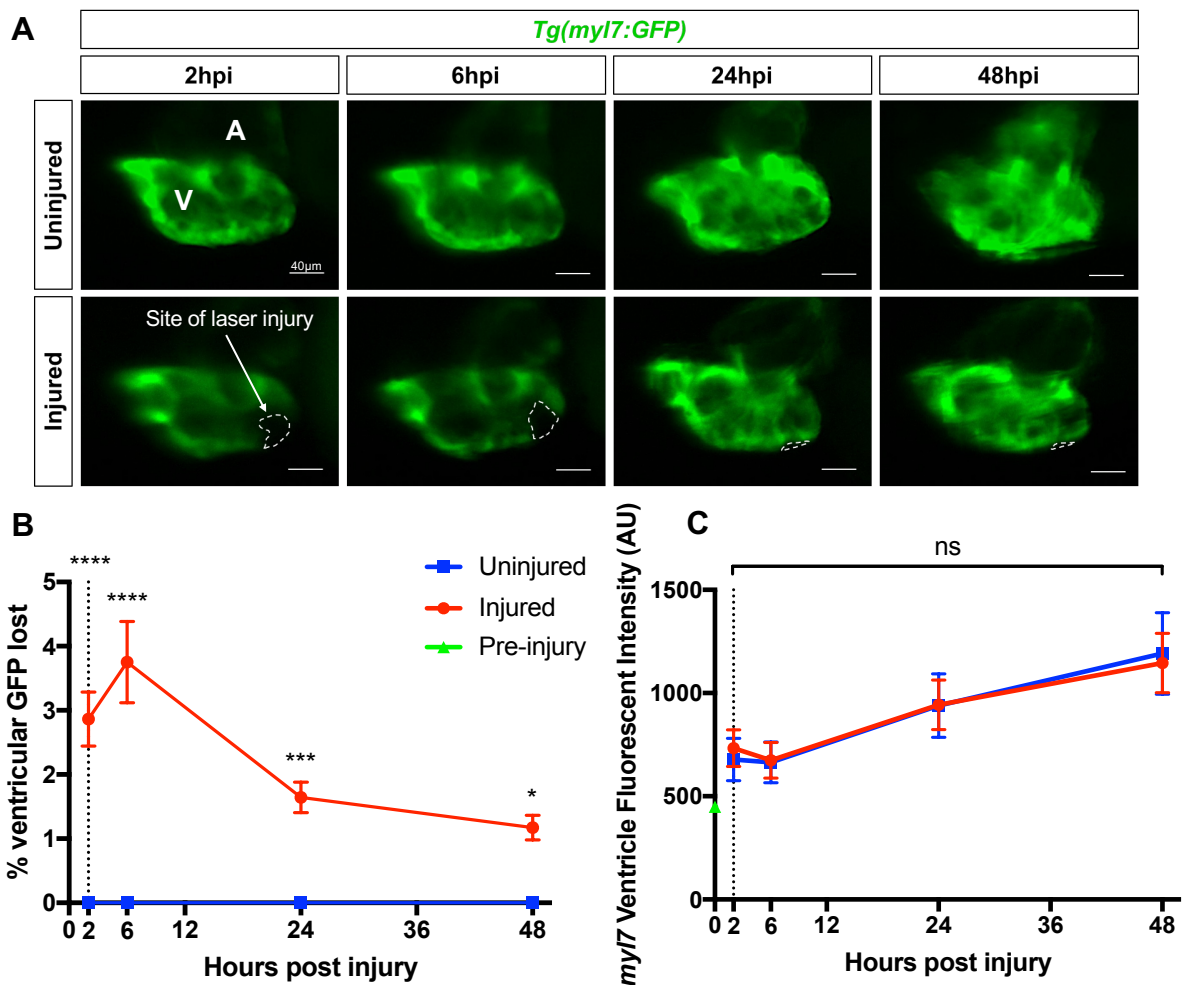 A
Tg(myl7:GFP)
2hpi
6hpi
24hpi
48hpi
Uninjured
A
V
40µm
Injured
Site of laser injury
B
% ventricular GFP lost
****
****
***
*
5
4
3
2
1
0
0 2 6 12 24 36 48
Hours post injury
Uninjured
Injured
Pre-injury
C
myl7 Ventricle Fluorescent Intensity (AU)
ns
1500
1000
500
0
0 2 6 12 24 36 48
Hours post injury